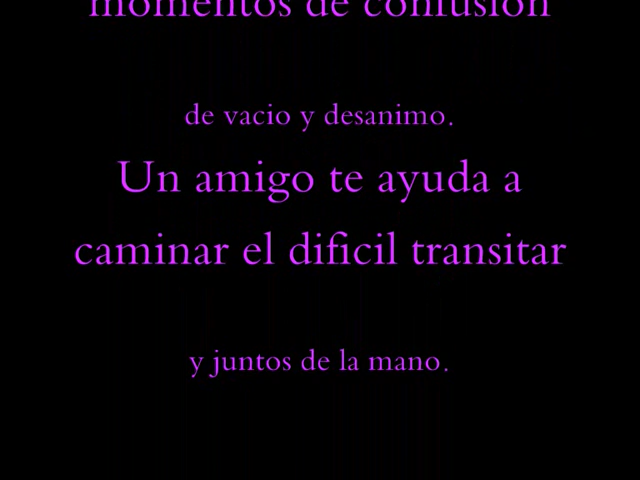 momentos de confusion
de vacio y desanimo.
Un amigo te ayuda a
caminar el dificil transitar
y juntos de la mano.